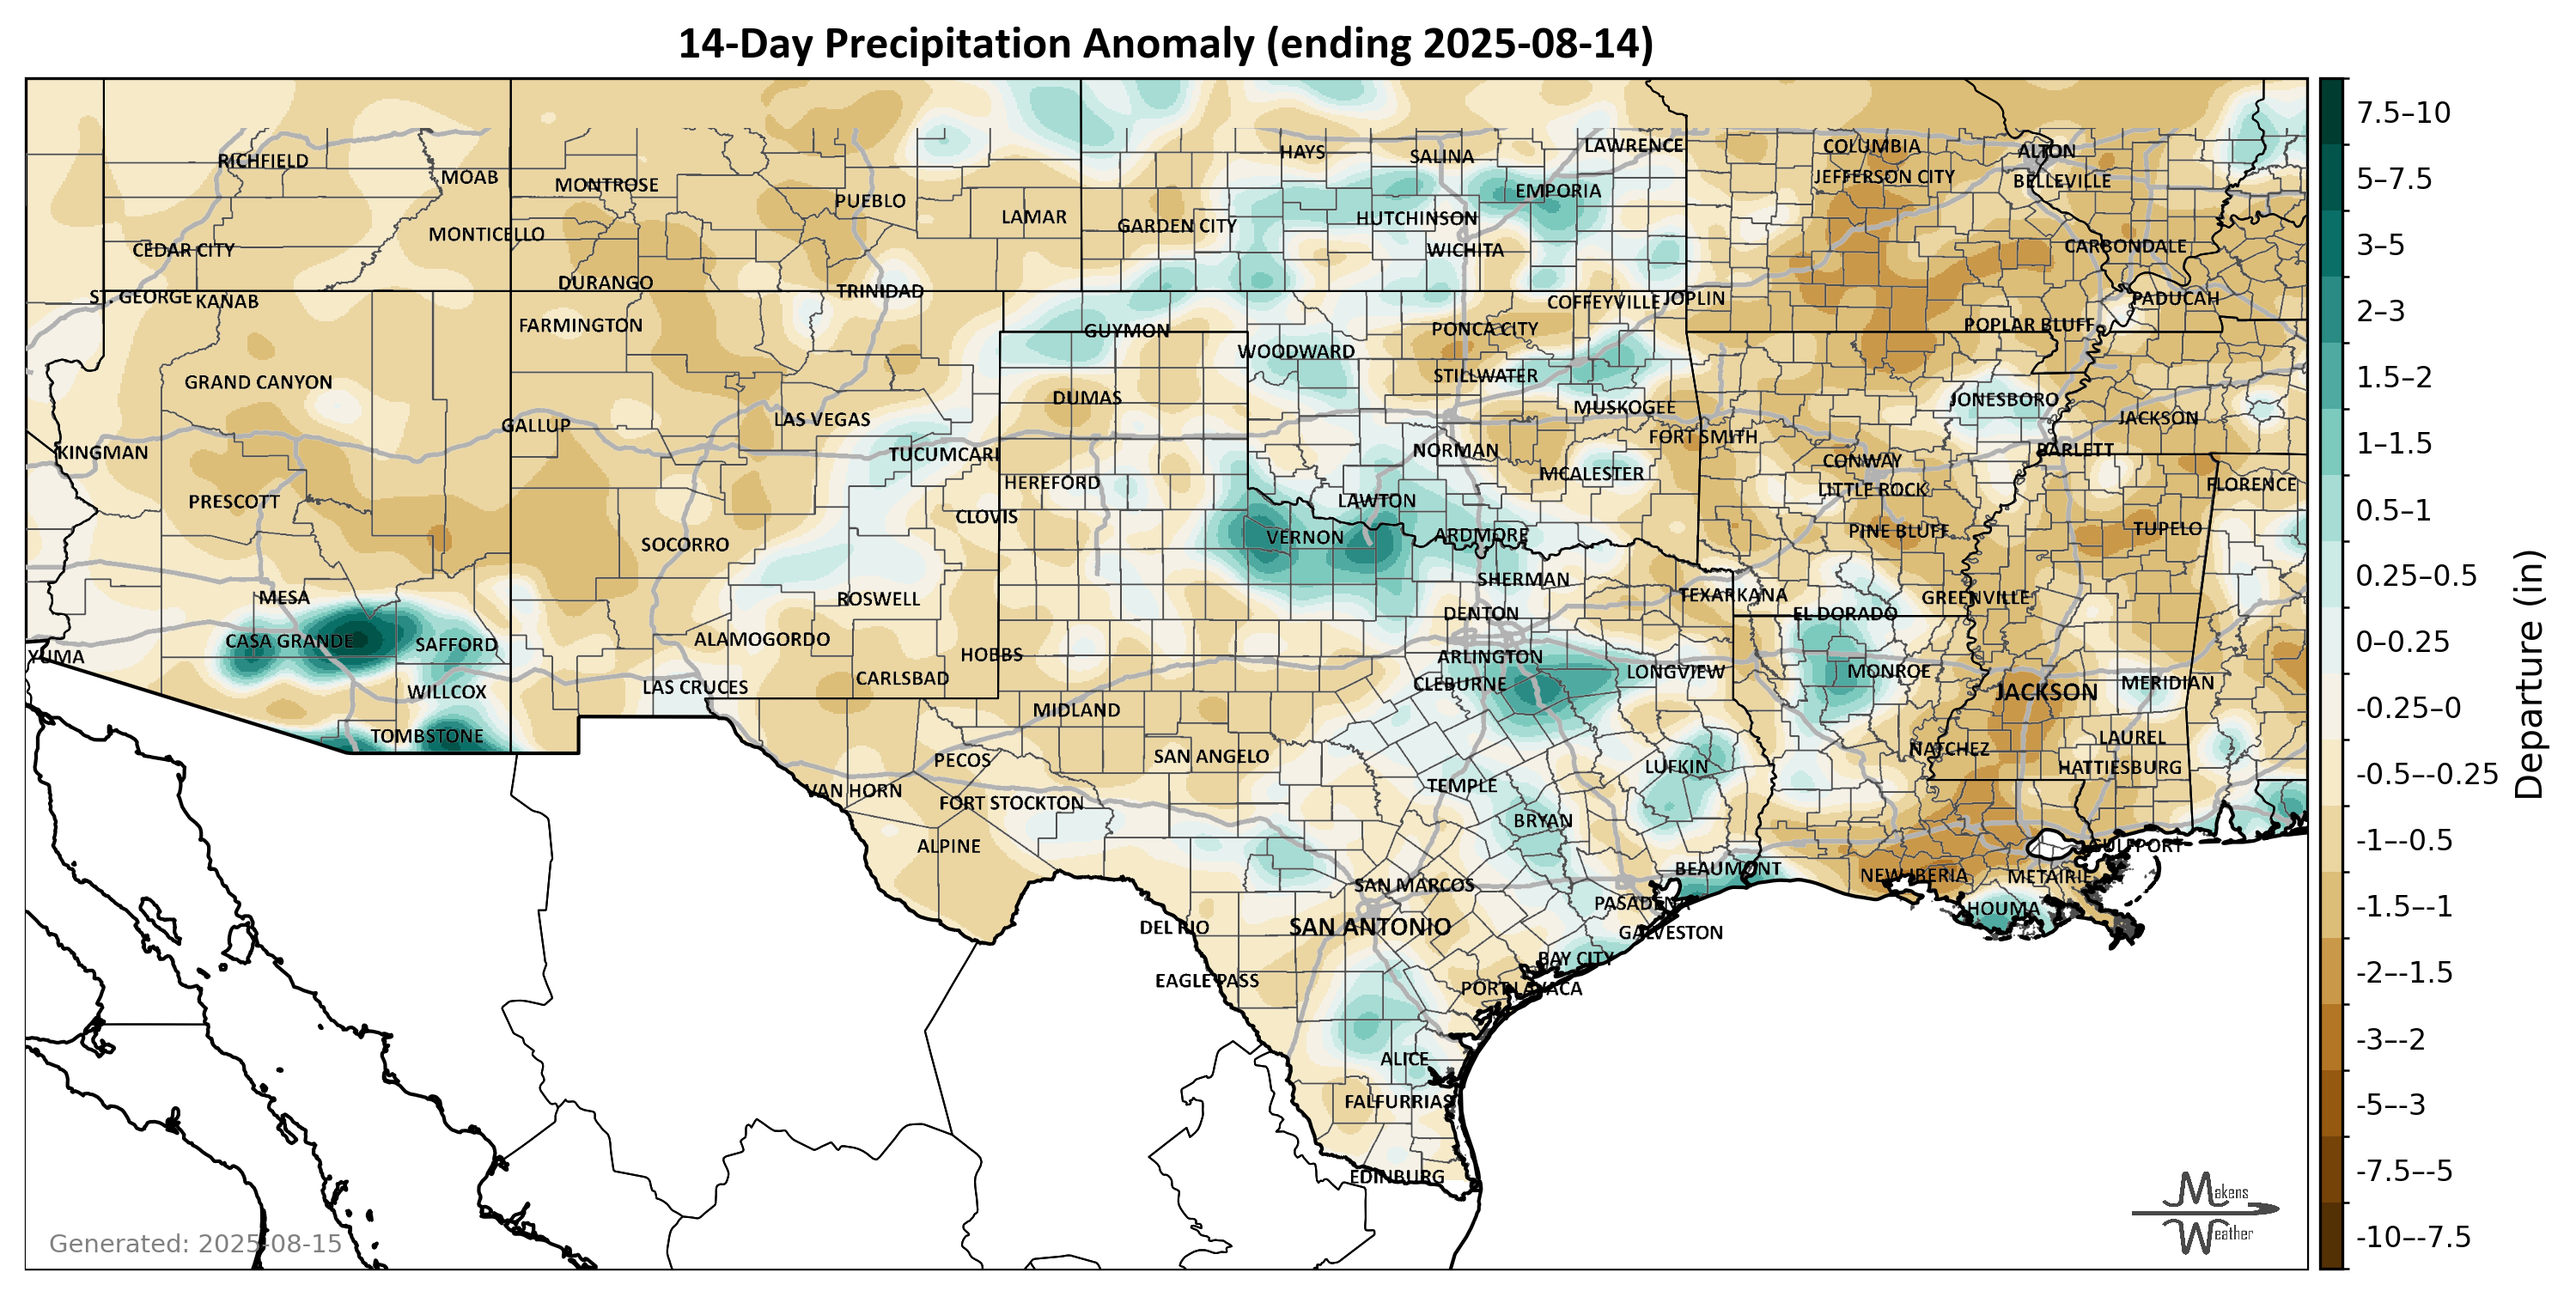 14-Day Precipitation Anomaly (ending 2025-08-14)
RICHFIELD
MOAB
MONTROSE
PUEBLO
LAMAR
HAYS
SALINA
LAWRENCE
COLUMBIA
JEFFERSON CITY
ALTON
BELLEVILLE
EMPORIA
GARDEN CITY
HUTCHINSON
WICHITA
CEDAR CITY
MONTICELLO
CARBONDALE
DURANGO
TRINIDAD
ST. GEORGE
KANAB
COFFEYVILLE
JOPLIN
PADUCAH
FARMINGTON
GUYMON
PONCA CITY
POPLAR BLUFF
WOODWARD
STILLWATER
GRAND CANYON
DUMAS
MUSKOGEE
JONESBORO
JACKSON
GALLUP
LAS VEGAS
FORT SMITH
KINGMAN
TUCUMCARI
NORMAN
BARLETT
CONWAY
HEREFORD
MCALESTER
LITTLE ROCK
FLORENCE
PRESCOTT
LAWTON
CLOVIS
PINE BLUFF
TUPELO
SOCORRO
VERNON
ARDMORE
SHERMAN
MESA
ROSWELL
TEXARKANA
GREENVILLE
DENTON
EL DORADO
CASA GRANDE
SAFFORD
ALAMOGORDO
YUMA
HOBBS
ARLINGTON
LONGVIEW
MONROE
CARLSBAD
CLEBURNE
MERIDIAN
WILLCOX
LAS CRUCES
JACKSON
MIDLAND
TOMBSTONE
PECOS
SAN ANGELO
NATCHEZ
LAUREL
LUFKIN
HATTIESBURG
VAN HORN
FORT STOCKTON
TEMPLE
BRYAN
ALPINE
GULFPORT
BEAUMONT
NEW IBERIA
METAIRIE
SAN MARCOS
PASADENA
HOUMA
DEL RIO
SAN ANTONIO
GALVESTON
BAY CITY
EAGLE PASS
PORT LAVACA
ALICE
FALFURRIAS
EDINBURG
Generated: 2025-08-15
Makens
Weather
7.5–10
5–7.5
3–5
2–3
1.5–2
1–1.5
0.5–1
0.25–0.5
0–0.25
-0.25–0
-0.5–-0.25
-1–-0.5
-1.5–-1
-2–-1.5
-3–-2
-5–-3
-7.5–-5
-10–-7.5
Departure (in)